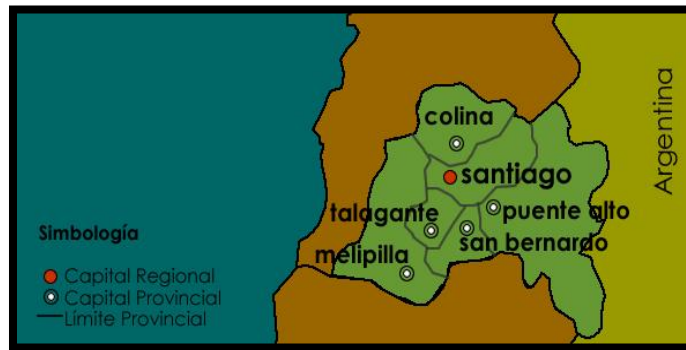 colina
santiago
talagante
puente alto
san bernardo
melipilla
Argentina
Simbología
Capital Regional
Capital Provincial
Límite Provincial